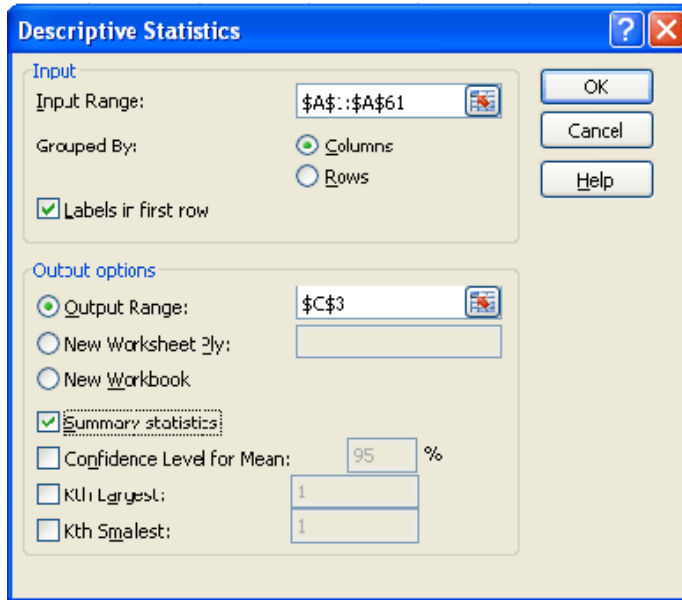 Descriptive Statistics
Input
Input Range: $A$1:$A$61
Grouped By: Columns
Rows
Labels in first row
OK
Cancel
Help
Output options
Output Range: $C$3
New Worksheet Ply:
New Workbook
Summary statistics
Confidence Level for Mean: 95 %
Kth Largest: 1
Kth Smallest: 1